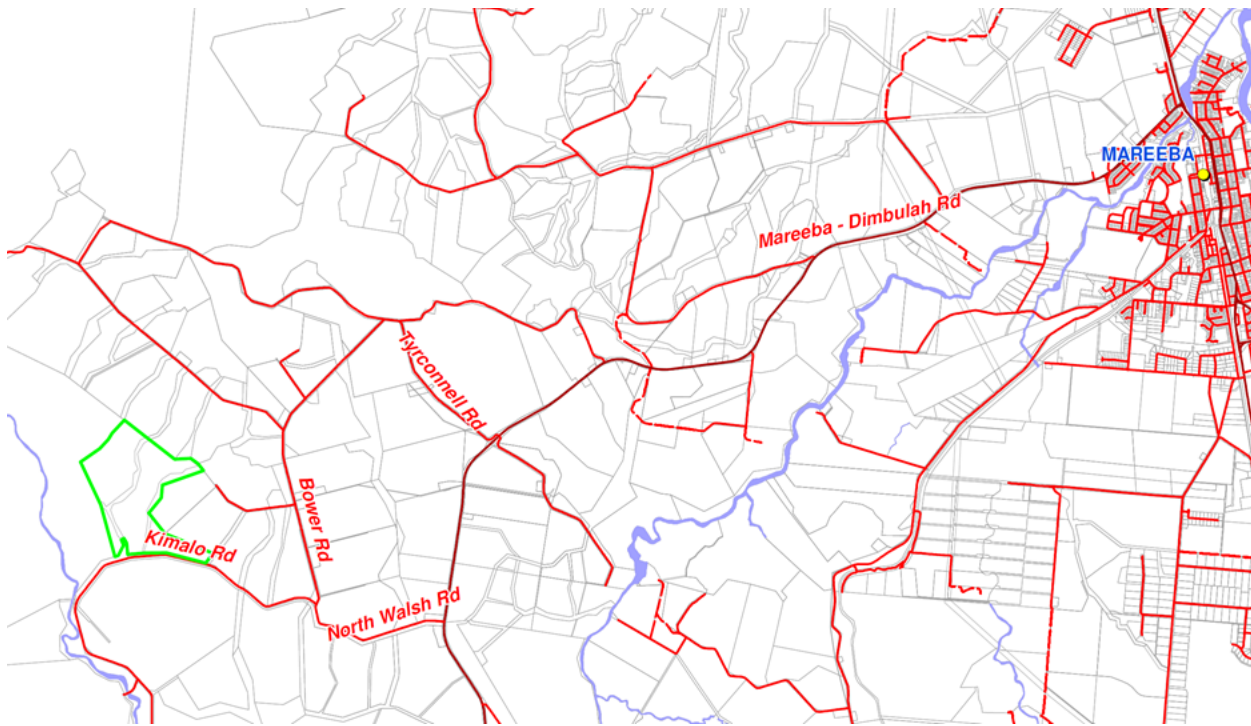 MAREEBA
Mareeba - Dimbulah Rd
Tyrconnell Rd
Bower Rd
Kimalo Rd
North Walsh Rd